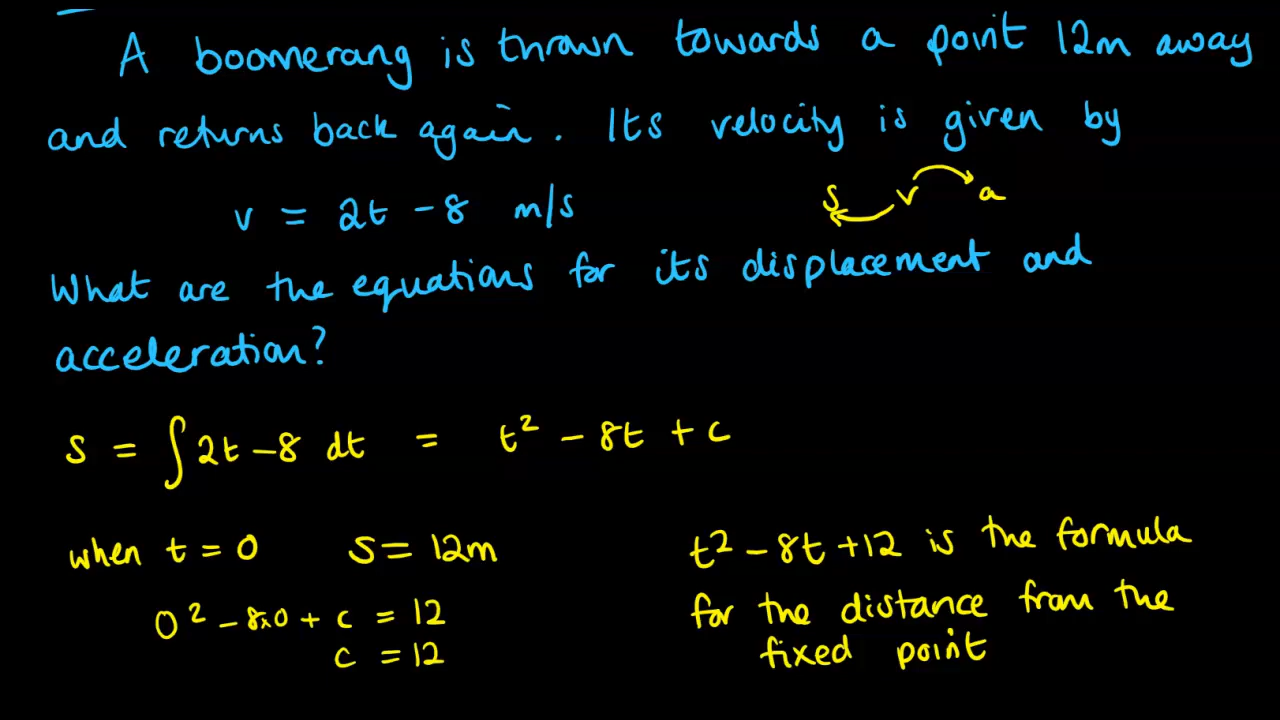 A boomerang is thrown towards a point 12m away
and returns back again. Its velocity is given by
v = 2t - 8 m/s
s v a
What are the equations for its displacement and
acceleration?
s = ∫ 2t - 8 dt = t² - 8t + c
when t = 0 s = 12m
0² - 8x0 + c = 12
c = 12
t² - 8t + 12 is the formula
for the distance from the
fixed point